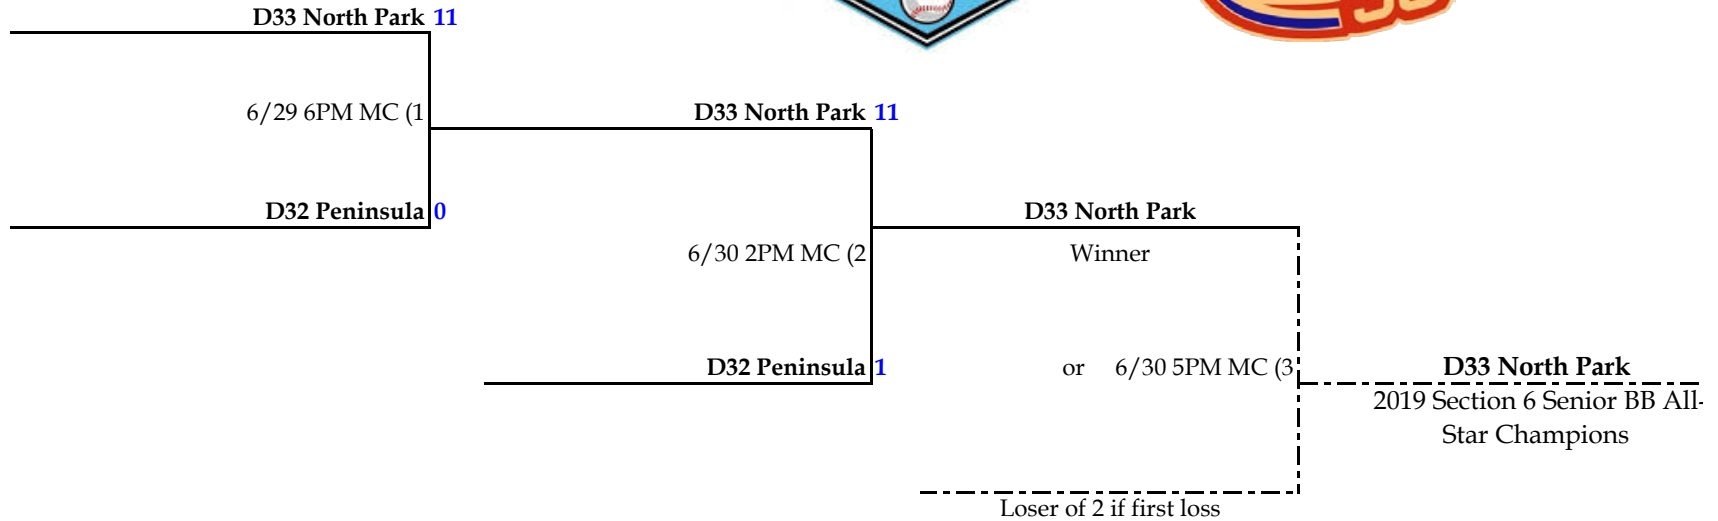 D33 North Park 11
6/29 6PM MC (1
D33 North Park 11
D32 Peninsula 0
D33 North Park
6/30 2PM MC (2
Winner
D32 Peninsula 1
or 6/30 5PM MC (3
D33 North Park
2019 Section 6 Senior BB All-
Star Champions
Loser of 2 if first loss